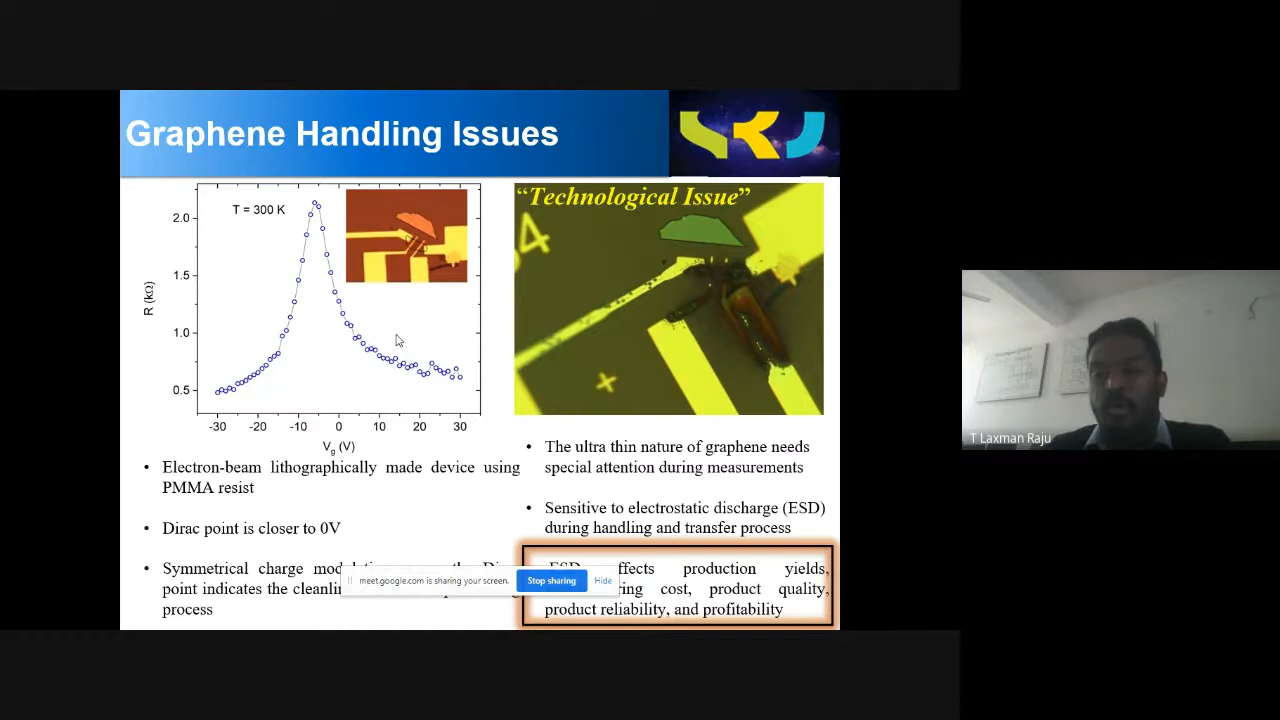 Graphene Handling Issues
T = 300 K
2.0
1.5
1.0
0.5
R (kΩ)
-30 -20 -10 0 10 20 30
Vg (V)
"Technological Issue"
04
• Electron-beam lithographically made device using
PMMA resist
• Dirac point is closer to 0V
• Symmetrical charge
point indicates the
process
• The ultra thin nature of graphene needs
special attention during measurements
• Sensitive to electrostatic discharge (ESD)
during handling and transfer process
ESD production yields,
cost, product quality,
product reliability, and profitability
meet.google.com is sharing your screen.
Stop sharing
Hide
T Laxman Raju